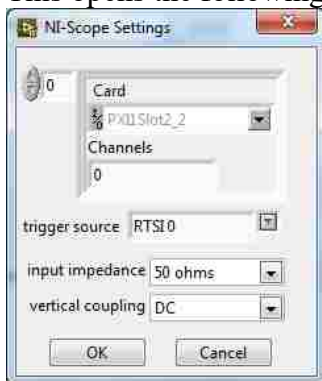 This opens the following
NI-Scope Settings
0
Card
PXI1Slot2_2
Channels
0
trigger source RTSI 0
input impedance 50 ohms
vertical coupling DC
OK Cancel